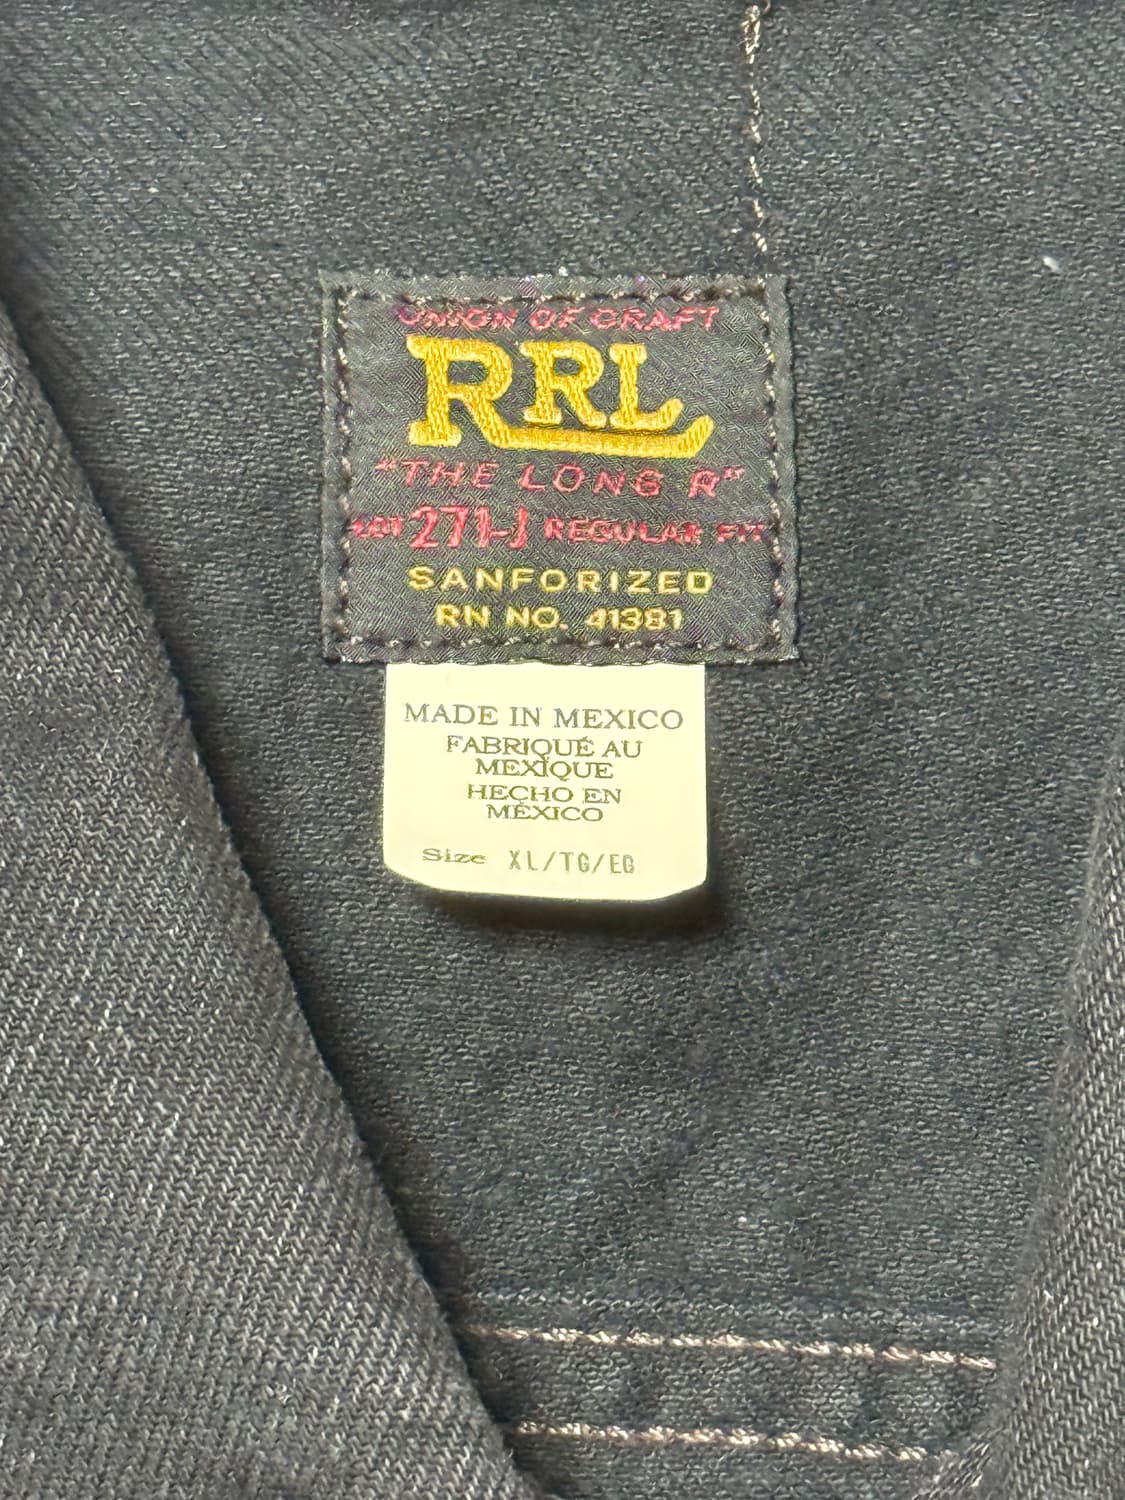 UNION OF CRAFT
RRL
"THE LONG R"
LOT 271-J REGULAR FIT
SANFORIZED
RN NO. 41381
MADE IN MEXICO
FABRIQUÉ AU
MEXIQUE
HECHO EN
MÉXICO
Size XL/TG/EG